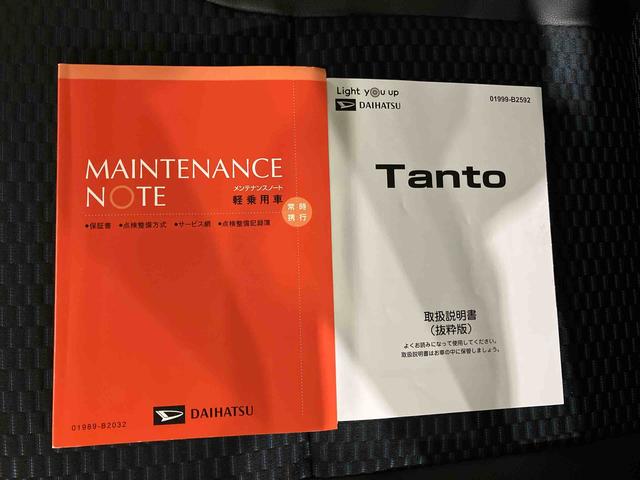 MAINTENANCE
NOTE
メンテナンスノート
軽乗用車
常時
携行
●保証書 ●点検整備方式 ●サービス網 ●点検整備記録簿
DAIHATSU
01989-B2032
Light you up
DAIHATSU
01999-B2592
Tanto
取扱説明書
(抜粋版)
よくお読みになって使用してください。
取扱説明書はお車の中に保管しましょう。